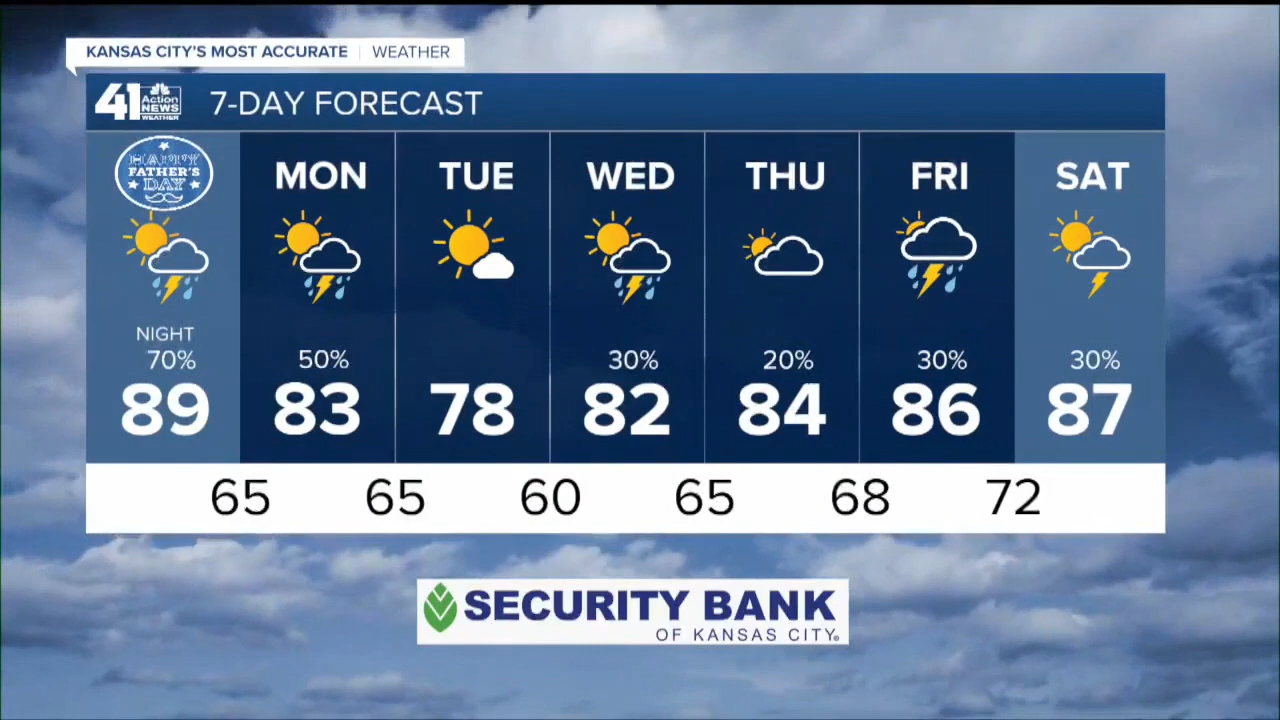 KANSAS CITY'S MOST ACCURATE | WEATHER
41 Action NEWS WEATHER 7-DAY FORECAST
HAPPY FATHER'S DAY MON TUE WED THU FRI SAT
NIGHT
70% 50% 30% 20% 30% 30%
89 83 78 82 84 86 87
65 65 60 65 68 72
SECURITY BANK
OF KANSAS CITY®